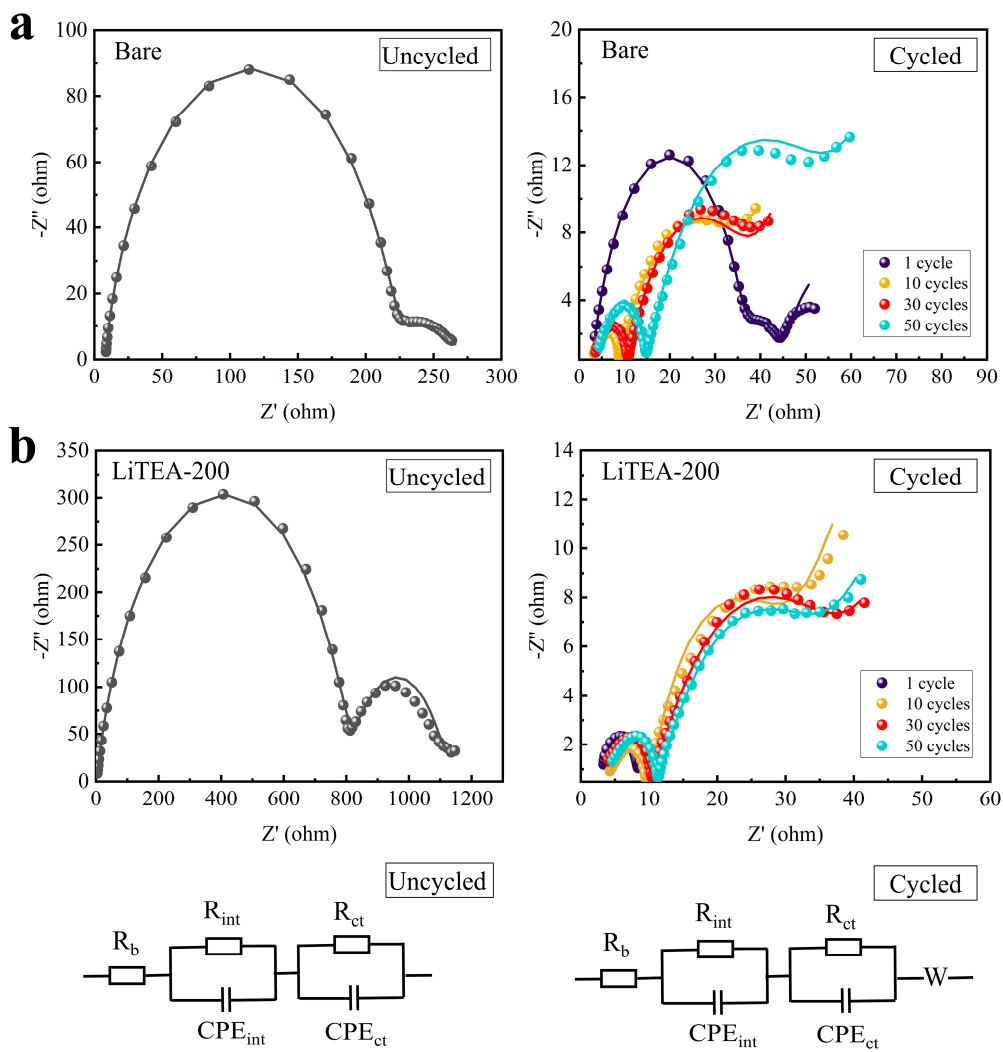 a
Bare
Uncycled
100
80
60
40
20
0
0 50 100 150 200 250 300
-Z" (ohm)
Z' (ohm)
Bare
Cycled
20
16
12
8
4
0 10 20 30 40 50 60 70 80 90
-Z" (ohm)
Z' (ohm)
1 cycle
10 cycles
30 cycles
50 cycles
b
LiTEA-200
Uncycled
350
300
250
200
150
100
50
0
0 200 400 600 800 1000 1200
-Z" (ohm)
Z' (ohm)
LiTEA-200
Cycled
14
12
10
8
6
4
2
0 10 20 30 40 50 60
-Z" (ohm)
Z' (ohm)
1 cycle
10 cycles
30 cycles
50 cycles
Uncycled
Rb
Rint
Rct
CPEint
CPEct
Cycled
Rb
Rint
Rct
W
CPEint
CPEct